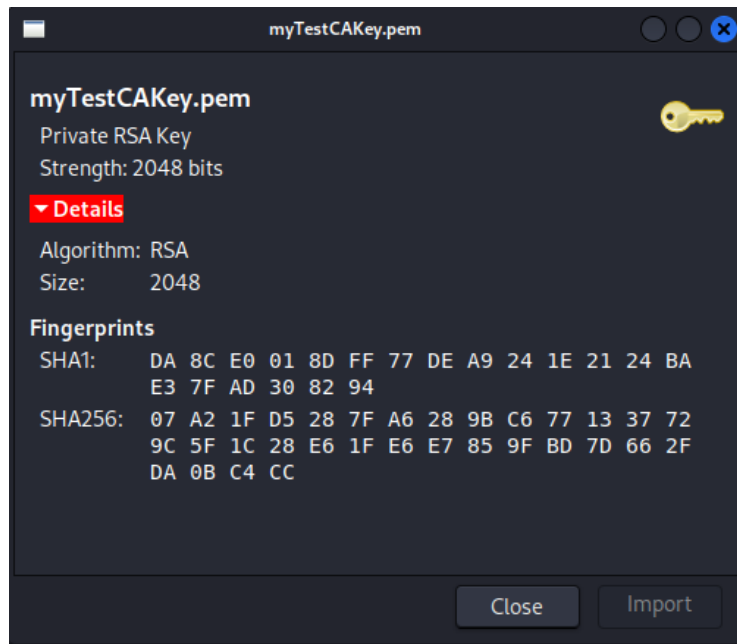 myTestCAKey.pem
myTestCAKey.pem
Private RSA Key
Strength: 2048 bits
Details
Algorithm: RSA
Size: 2048
Fingerprints
SHA1: DA 8C E0 01 8D FF 77 DE A9 24 1E 21 24 BA
E3 7F AD 30 82 94
SHA256: 07 A2 1F D5 28 7F A6 28 9B C6 77 13 37 72
9C 5F 1C 28 E6 1F E6 E7 85 9F BD 7D 66 2F
DA 0B C4 CC
Close Import